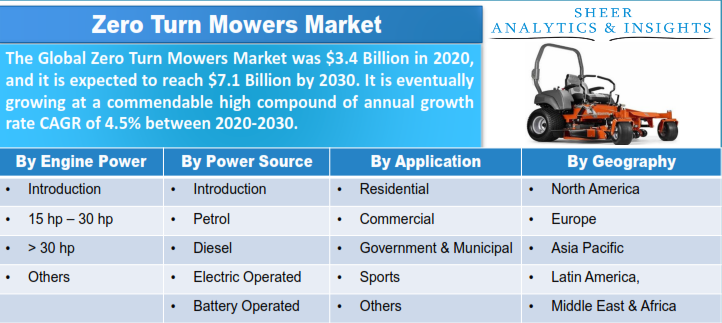 Zero Turn Mowers Market
SHEER
ANALYTICS & INSIGHTS
The Global Zero Turn Mowers Market was $3.4 Billion in 2020,
and it is expected to reach $7.1 Billion by 2030. It is eventually
growing at a commendable high compound of annual growth
rate CAGR of 4.5% between 2020-2030.
By Engine Power By Power Source By Application By Geography
• Introduction • Introduction • Residential • North America
• 15 hp – 30 hp • Petrol • Commercial • Europe
• > 30 hp • Diesel • Government & Municipal • Asia Pacific
• Others • Electric Operated • Sports • Latin America,
• Battery Operated • Others • Middle East & Africa